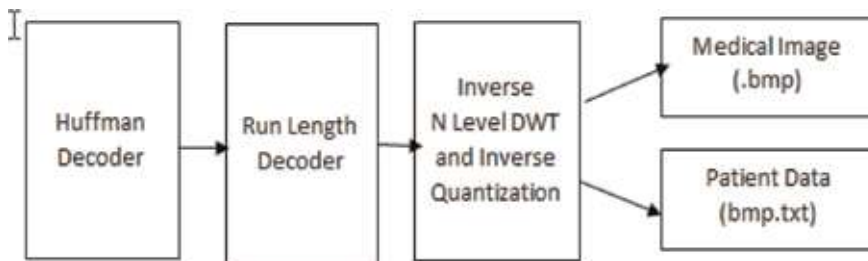 Huffman
Decoder
Run Length
Decoder
Inverse
N Level DWT
and Inverse
Quantization
Medical Image
(.bmp)
Patient Data
(bmp.txt)